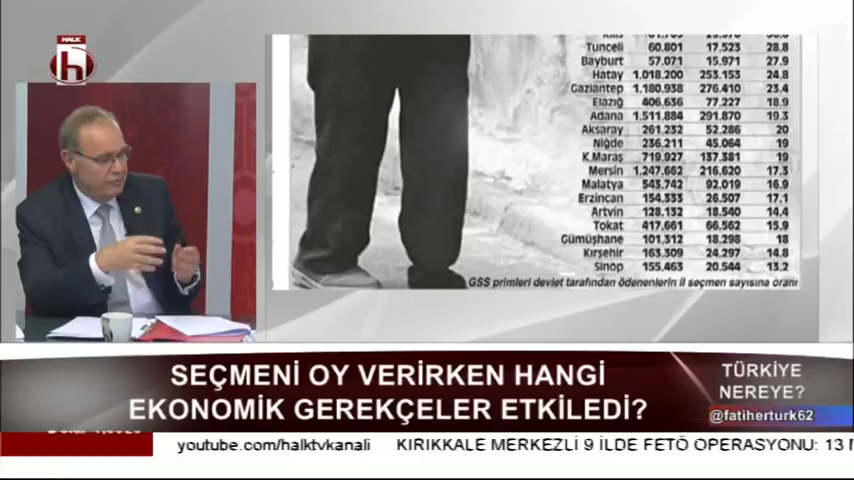 HALK
h
Tunceli 60.801 17.523 28.8
Bayburt 57.071 15.971 27.9
Hatay 1.018.200 253.153 24.8
Gaziantep 1.180.938 276.410 23.4
Elazığ 406.636 77.227 18.9
Adana 1.511.884 291.870 19.3
Aksaray 261.232 52.286 20
Niğde 236.211 45.064 19
K.Maraş 719.927 137.381 19
Mersin 1.247.662 216.620 17.3
Malatya 543.742 92.019 16.9
Erzincan 154.333 26.507 17.1
Artvin 128.132 18.540 14.4
Tokat 417.661 66.562 15.9
Gümüşhane 101.312 18.298 18
Kırşehir 163.309 24.297 14.8
Sinop 155.463 20.544 13.2
GSS primleri devlet tarafından ödenenlerin il seçmen sayısına oranı
SEÇMENİ OY VERİRKEN HANGİ
EKONOMİK GEREKÇELER ETKİLEDİ?
TÜRKİYE
NEREYE?
@fatiherturk62
youtube.com/halktvkanali KIRIKKALE MERKEZLİ 9 İLDE FETÖ OPERASYONU: 13